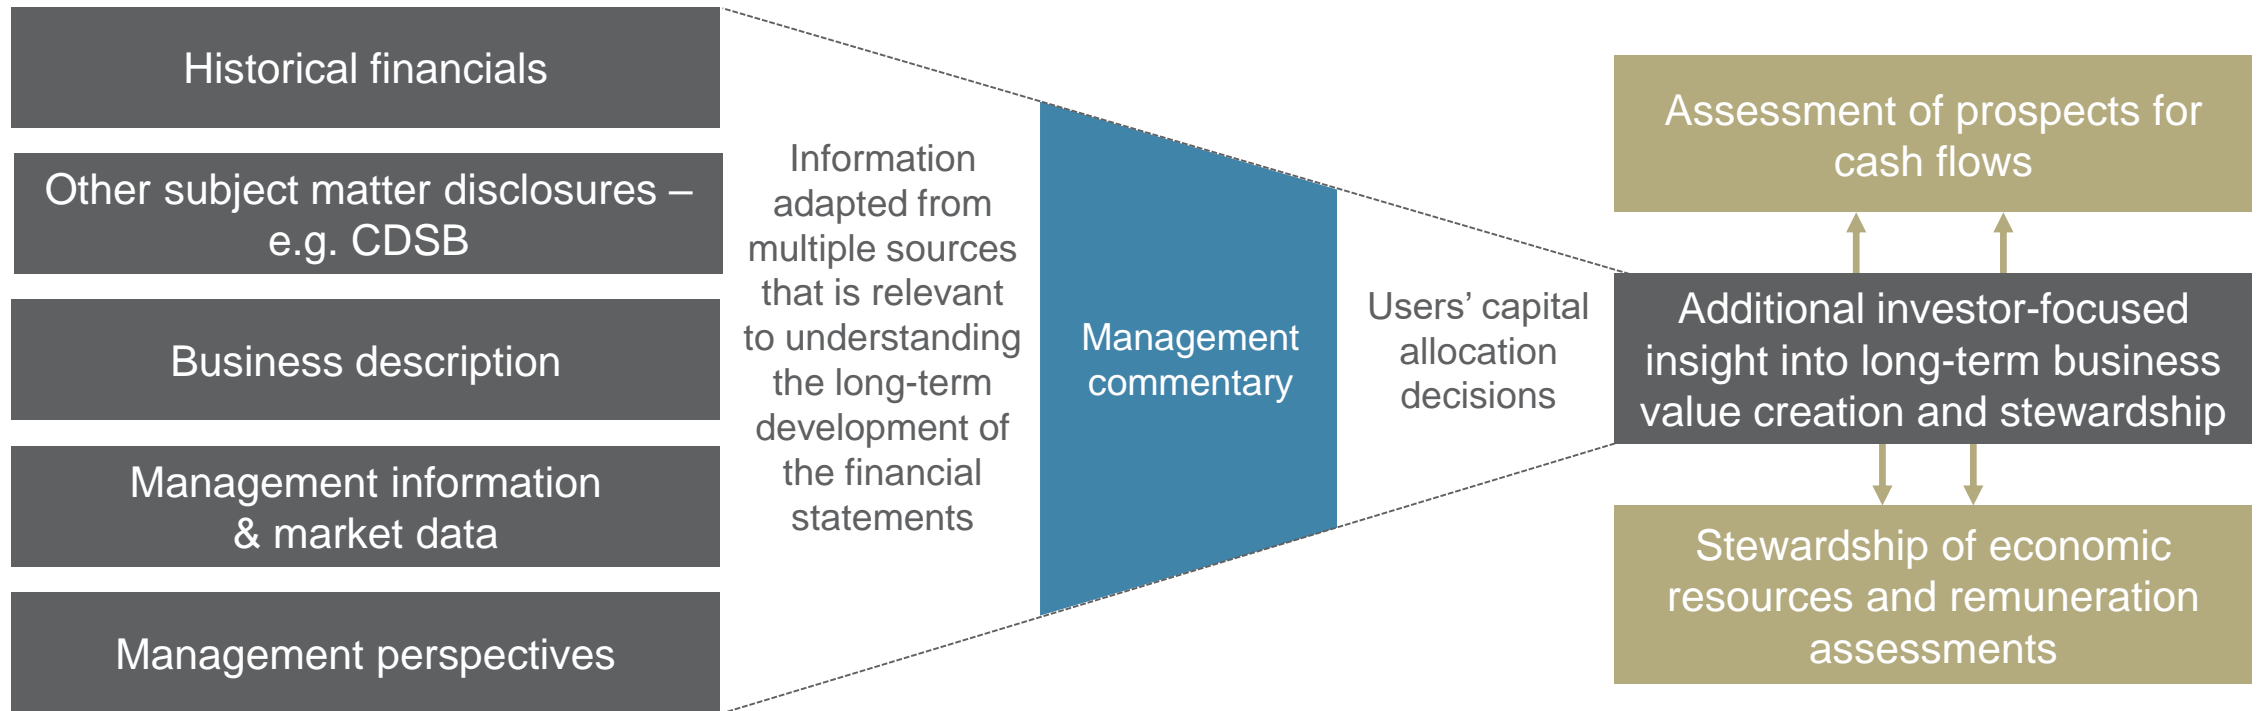 Historical financials
Other subject matter disclosures –
e.g. CDSB
Business description
Management information
& market data
Management perspectives
Information
adapted from
multiple sources
that is relevant
to understanding
the long-term
development of
the financial
statements
Management
commentary
Users’ capital
allocation
decisions
Assessment of prospects for
cash flows
Additional investor-focused
insight into long-term business
value creation and stewardship
Stewardship of economic
resources and remuneration
assessments